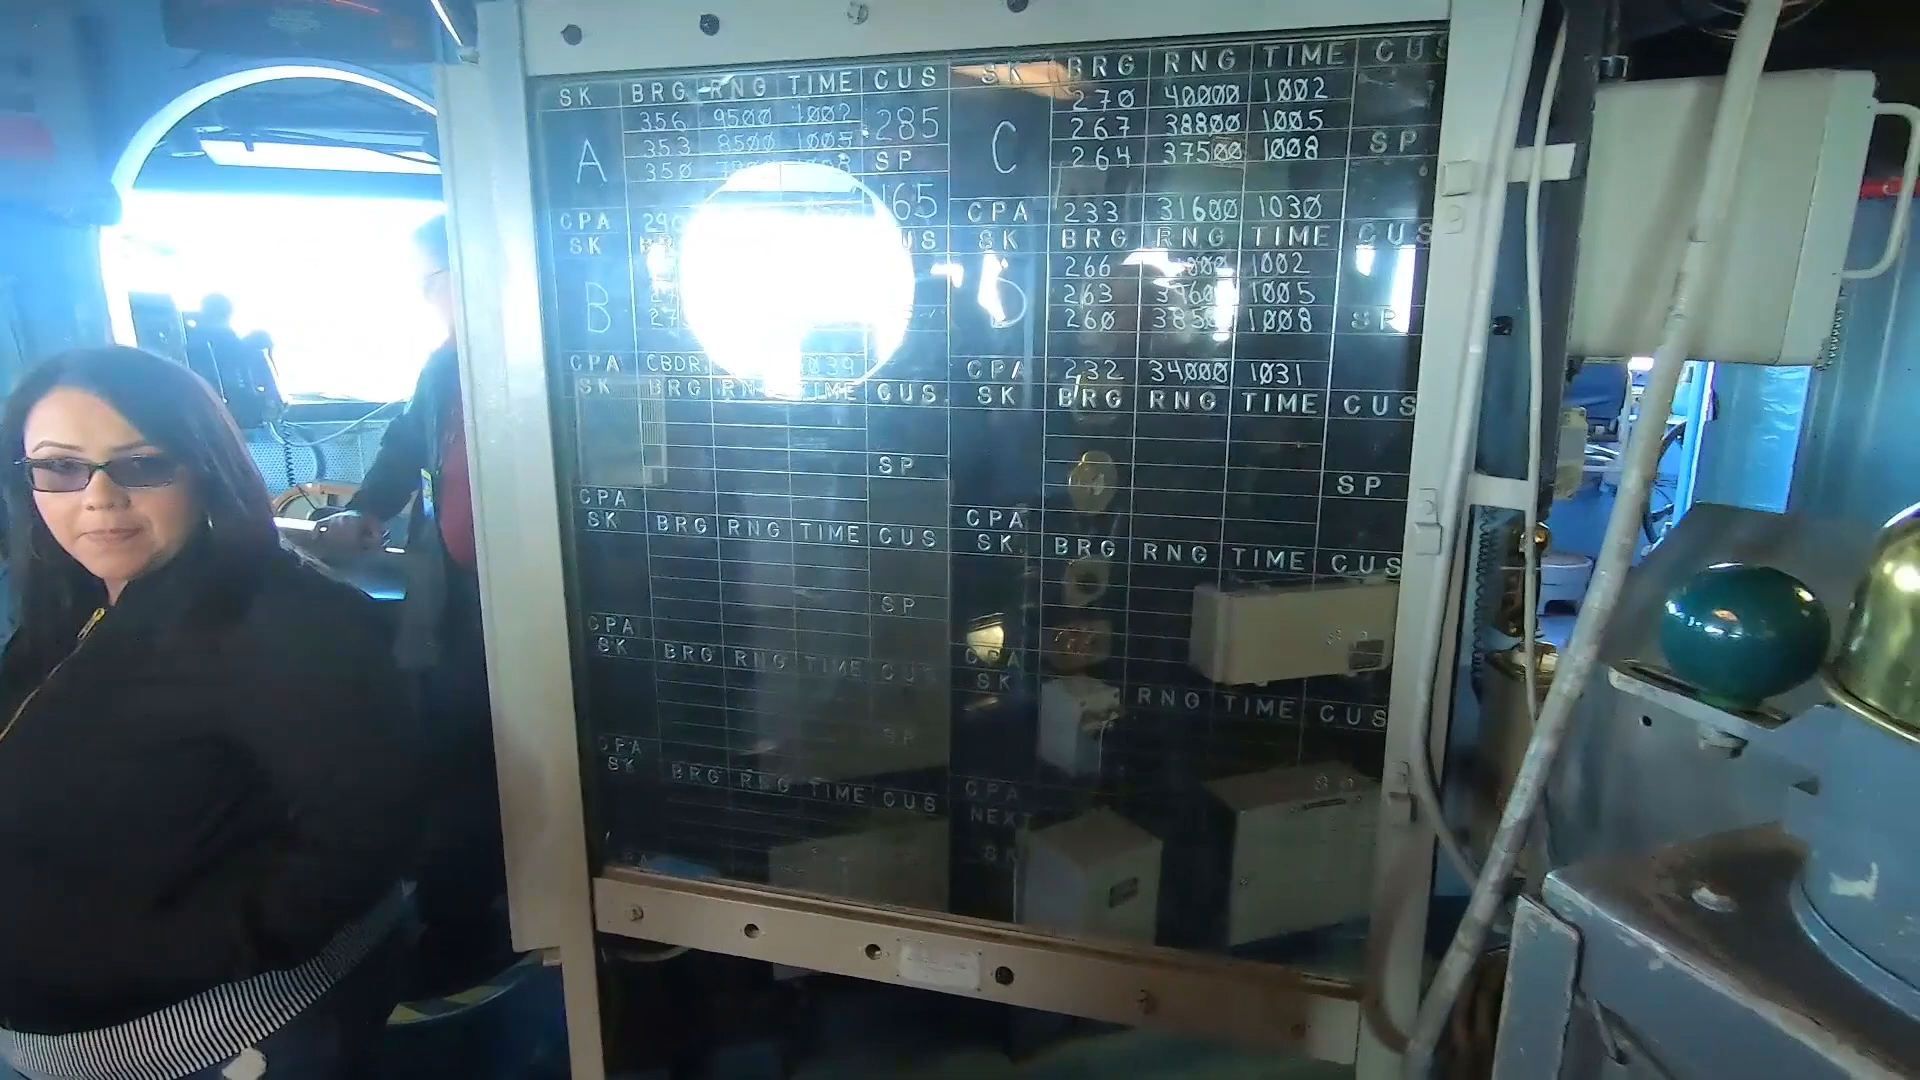 SK BRG RNG TIME CUS
A
356 9500 1002 285
353 8500 1005
350 SP
165
CPA
SK CUS
B
CPA CBDR 1039
SK BRG RNG TIME CUS
SP
CPA
SK BRG RNG TIME CUS
SP
CPA
SK BRG RNG TIME CUS
SP
CPA
SK BRG RNG TIME CUS
SK BRG RNG TIME CUS
C
270 40000 1002
267 38800 1005
264 37500 1008
SP
CPA 233 31600 1030
SK BRG RNG TIME CUS
D
266 1002
263 39600 1005
260 1008
SP
CPA 232 34000 1031
SK BRG RNG TIME CUS
SP
CPA
SK BRG RNG TIME CUS
CPA
SK RNG TIME CUS
CPA
NEXT
SK